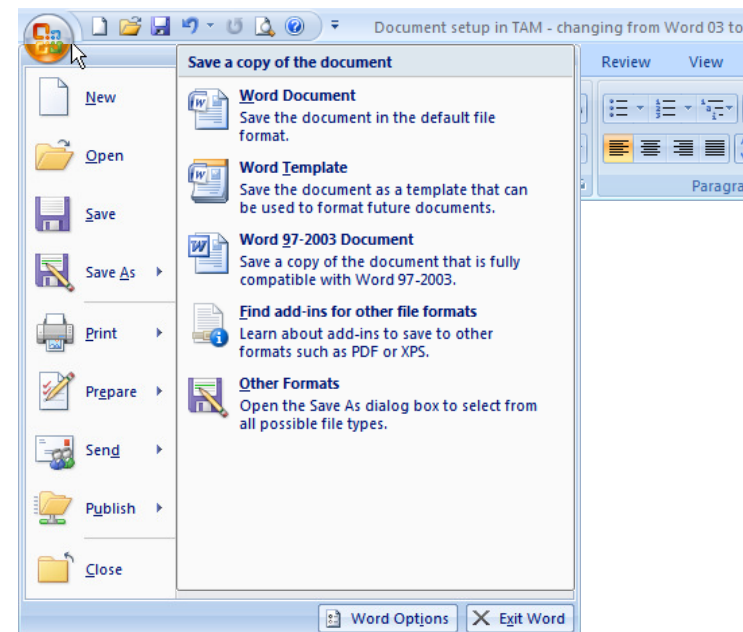 Document setup in TAM - changing from Word 03 to
Save a copy of the document
Review View
New
Open
Save
Save As
Print
Prepare
Send
Publish
Close
Word Document
Save the document in the default file
format.
Word Template
Save the document as a template that can
be used to format future documents.
Word 97-2003 Document
Save a copy of the document that is fully
compatible with Word 97-2003.
Find add-ins for other file formats
Learn about add-ins to save to other
formats such as PDF or XPS.
Other Formats
Open the Save As dialog box to select from
all possible file types.
Paragra
Word Options Exit Word